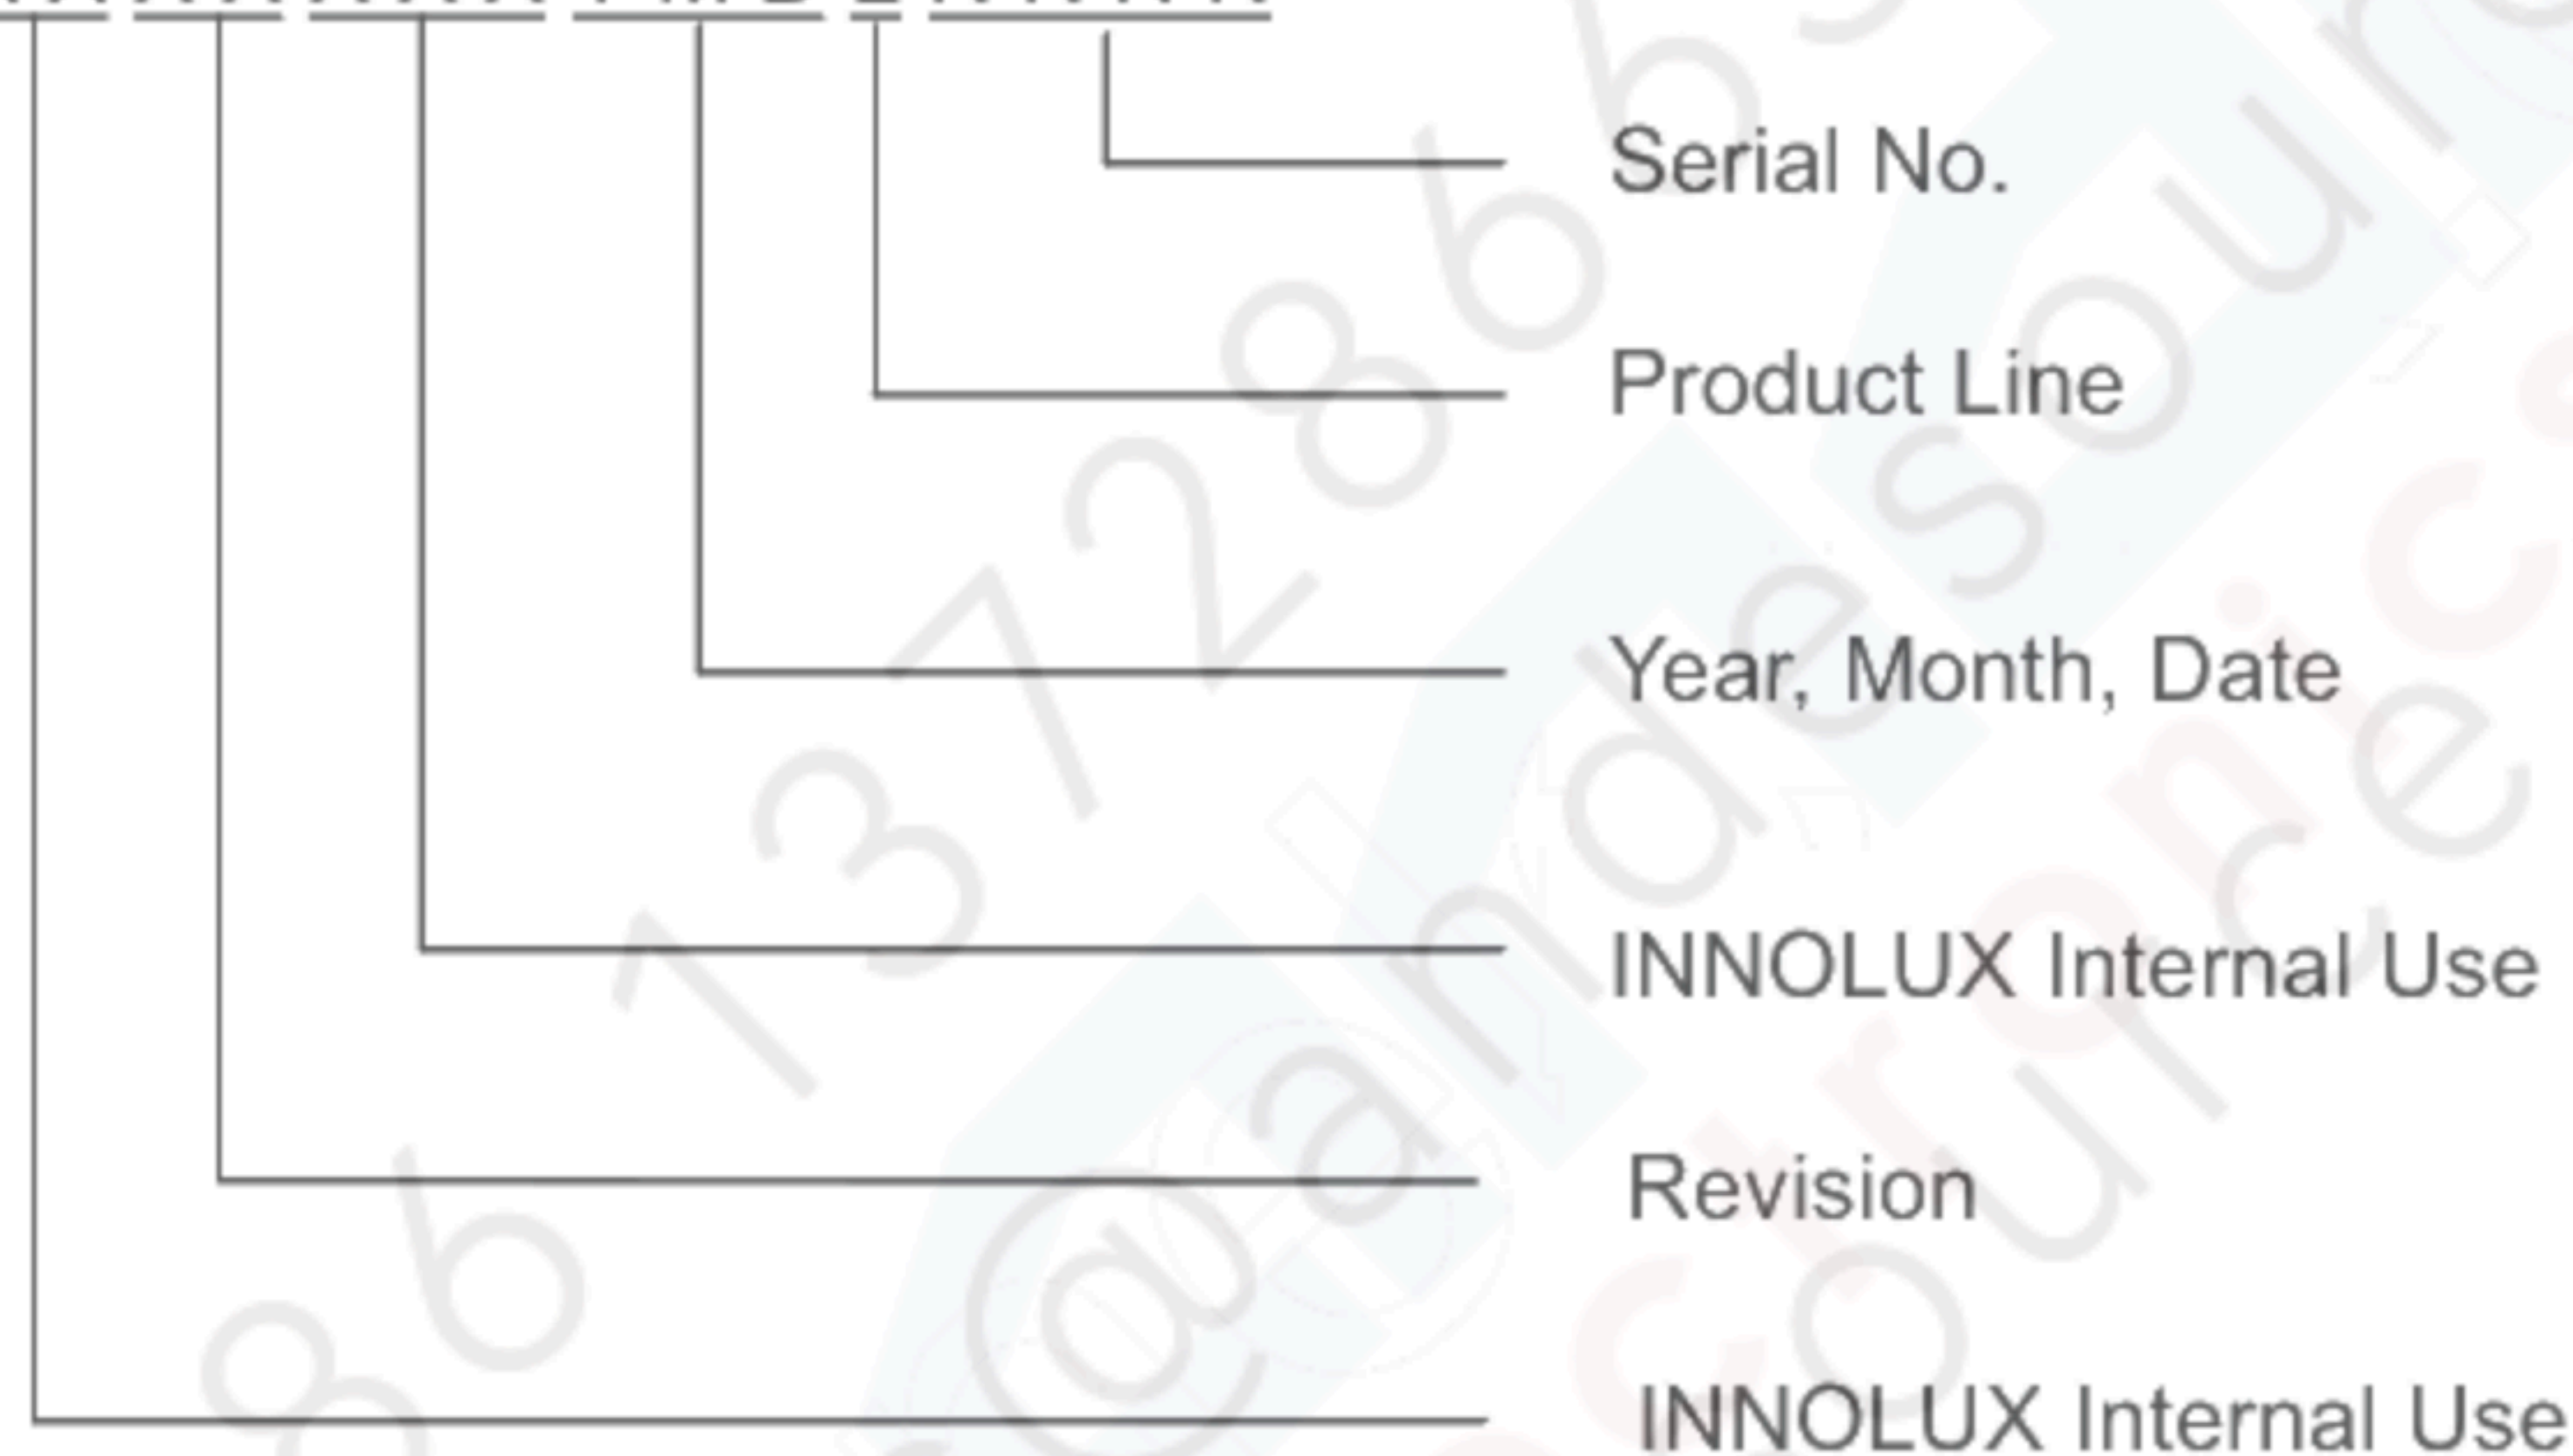 Serial No.
Product Line
Year, Month, Date
INNOLUX Internal Use
Revision
INNOLUX Internal Use